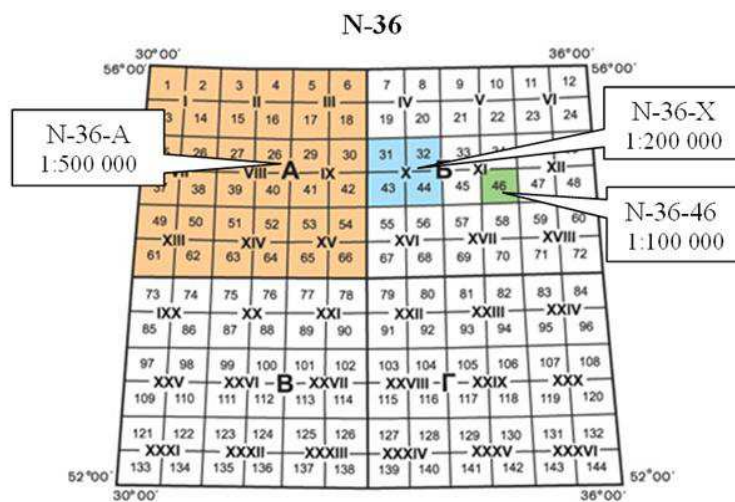 N-36
30°00'
36°00'
56°00'
56°00'
1 2 3 4 5 6 7 8 9 10 11 12
I II III IV V VI
14 15 16 17 18 19 20 21 22 23 24
N-36-А
1:500 000
N-36-X
1:200 000
26 27 28 29 30 31 32 33
VIII А IX X Б XI XII
37 38 39 40 41 42 43 44 45 46 47 48
N-36-46
1:100 000
49 50 51 52 53 54 55 56 57 58 59 60
XIII XIV XV XVI XVII XVIII
61 62 63 64 65 66 67 68 69 70 71 72
73 74 75 76 77 78 79 80 81 82 83 84
IXX XX XXI XXII XXIII XXIV
85 86 87 88 89 90 91 92 93 94 95 96
97 98 99 100 101 102 103 104 105 106 107 108
XXV XXVI В XXVII XXVIII Г XXIX XXX
109 110 111 112 113 114 115 116 117 118 119 120
121 122 123 124 125 126 127 128 129 130 131 132
XXXI XXXII XXXIII XXXIV XXXV XXXVI
133 134 135 136 137 138 139 140 141 142 143 144
52°00'
52°00'
30°00'
36°00'